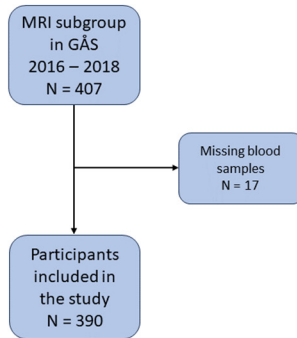 MRI subgroup
in GÅS
2016 – 2018
N = 407
Missing blood
samples
N = 17
Participants
included in
the study
N = 390